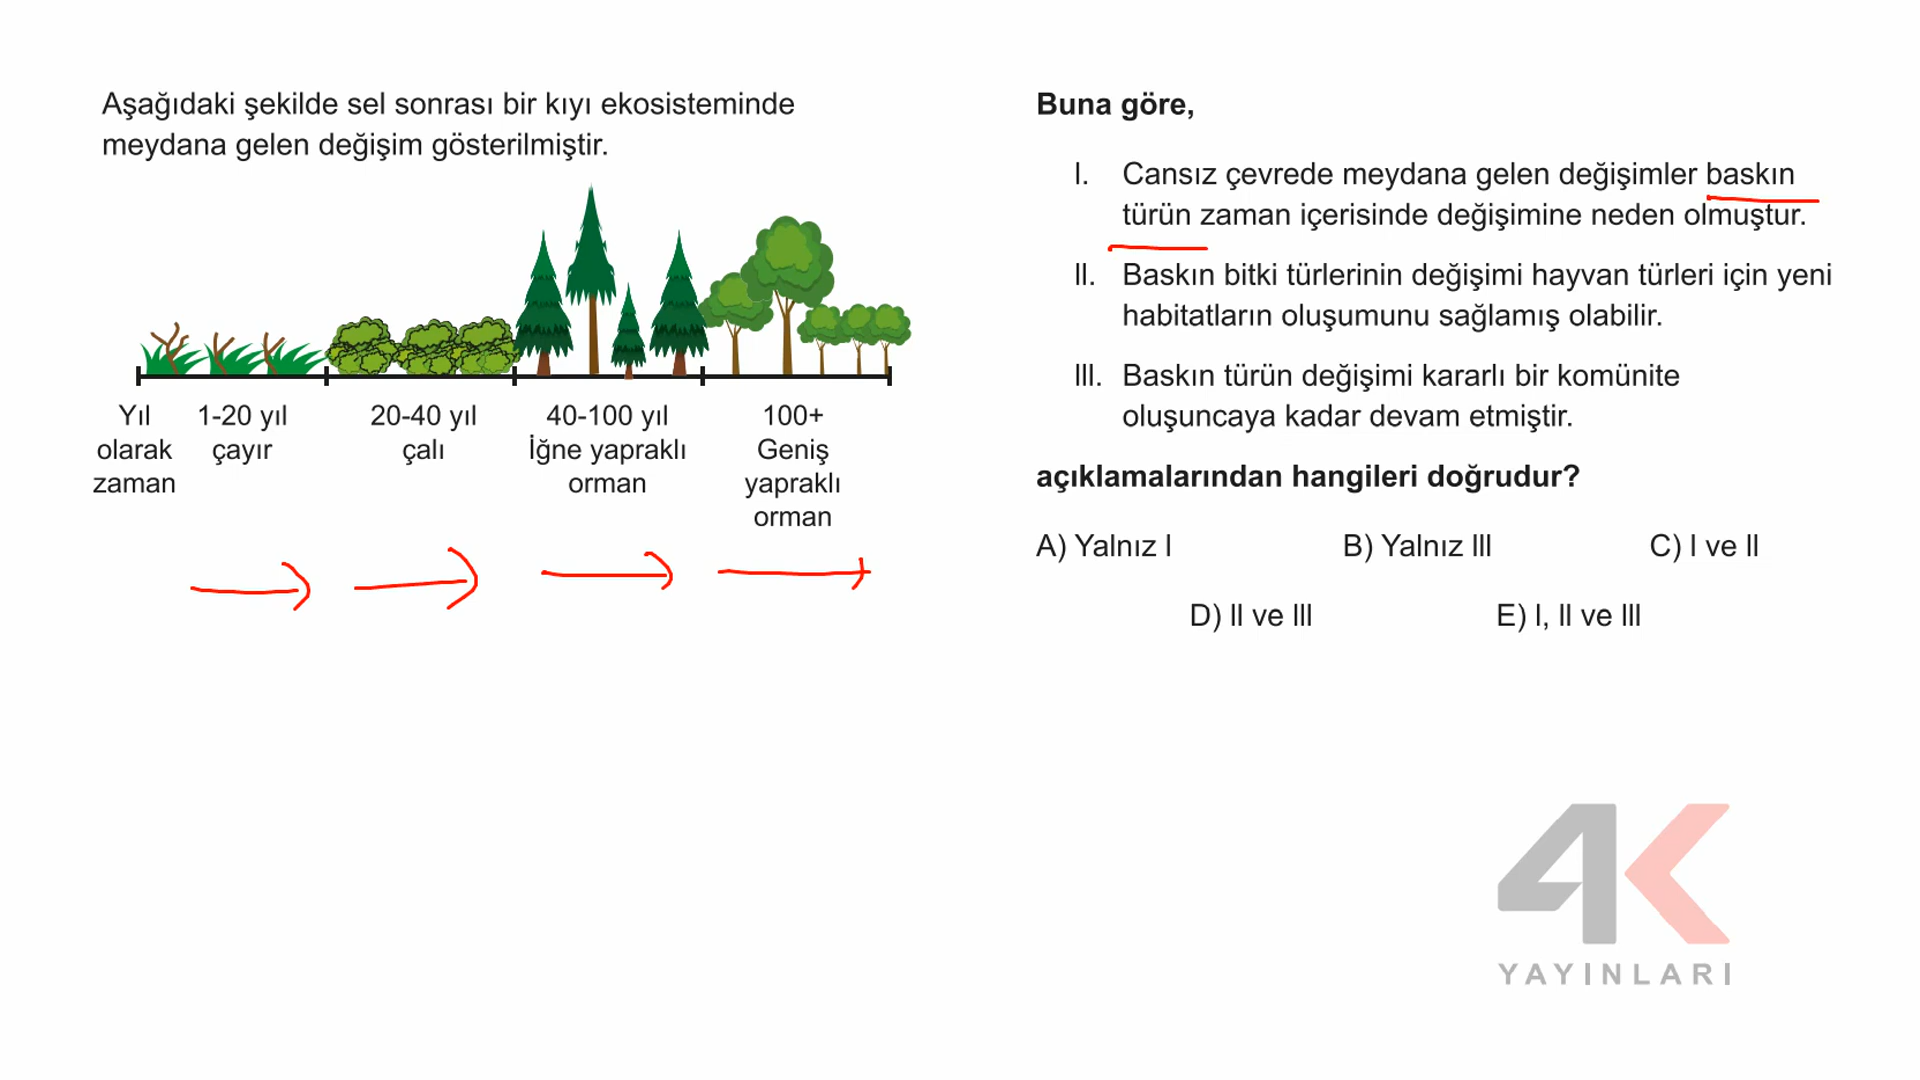 Aşağıdaki şekilde sel sonrası bir kıyı ekosisteminde
meydana gelen değişim gösterilmiştir.
Yıl
olarak
zaman
1-20 yıl
çayır
20-40 yıl
çalı
40-100 yıl
İğne yapraklı
orman
100+
Geniş
yapraklı
orman
Buna göre,
I. Cansız çevrede meydana gelen değişimler baskın
türün zaman içerisinde değişimine neden olmuştur.
II. Baskın bitki türlerinin değişimi hayvan türleri için yeni
habitatların oluşumunu sağlamış olabilir.
III. Baskın türün değişimi kararlı bir komünite
oluşuncaya kadar devam etmiştir.
açıklamalarından hangileri doğrudur?
A) Yalnız I B) Yalnız III C) I ve II
D) II ve III E) I, II ve III
4K
YAYINLARI